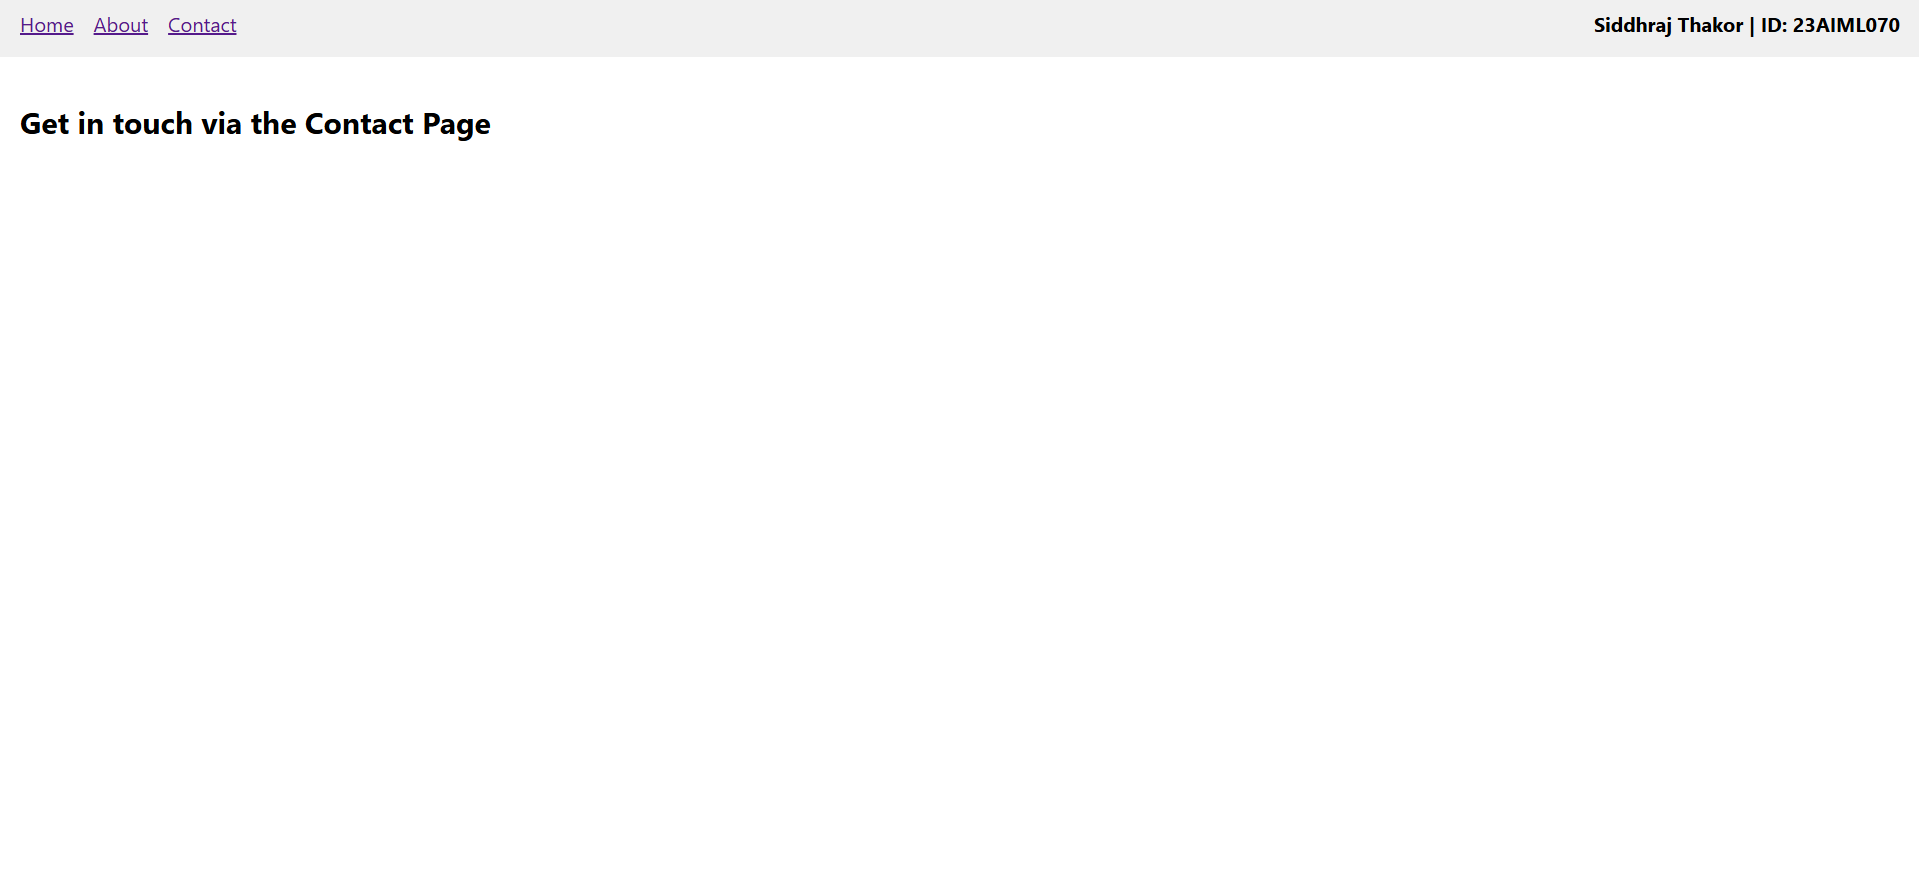 Home About Contact Siddhraj Thakor | ID: 23AIML070
Get in touch via the Contact Page